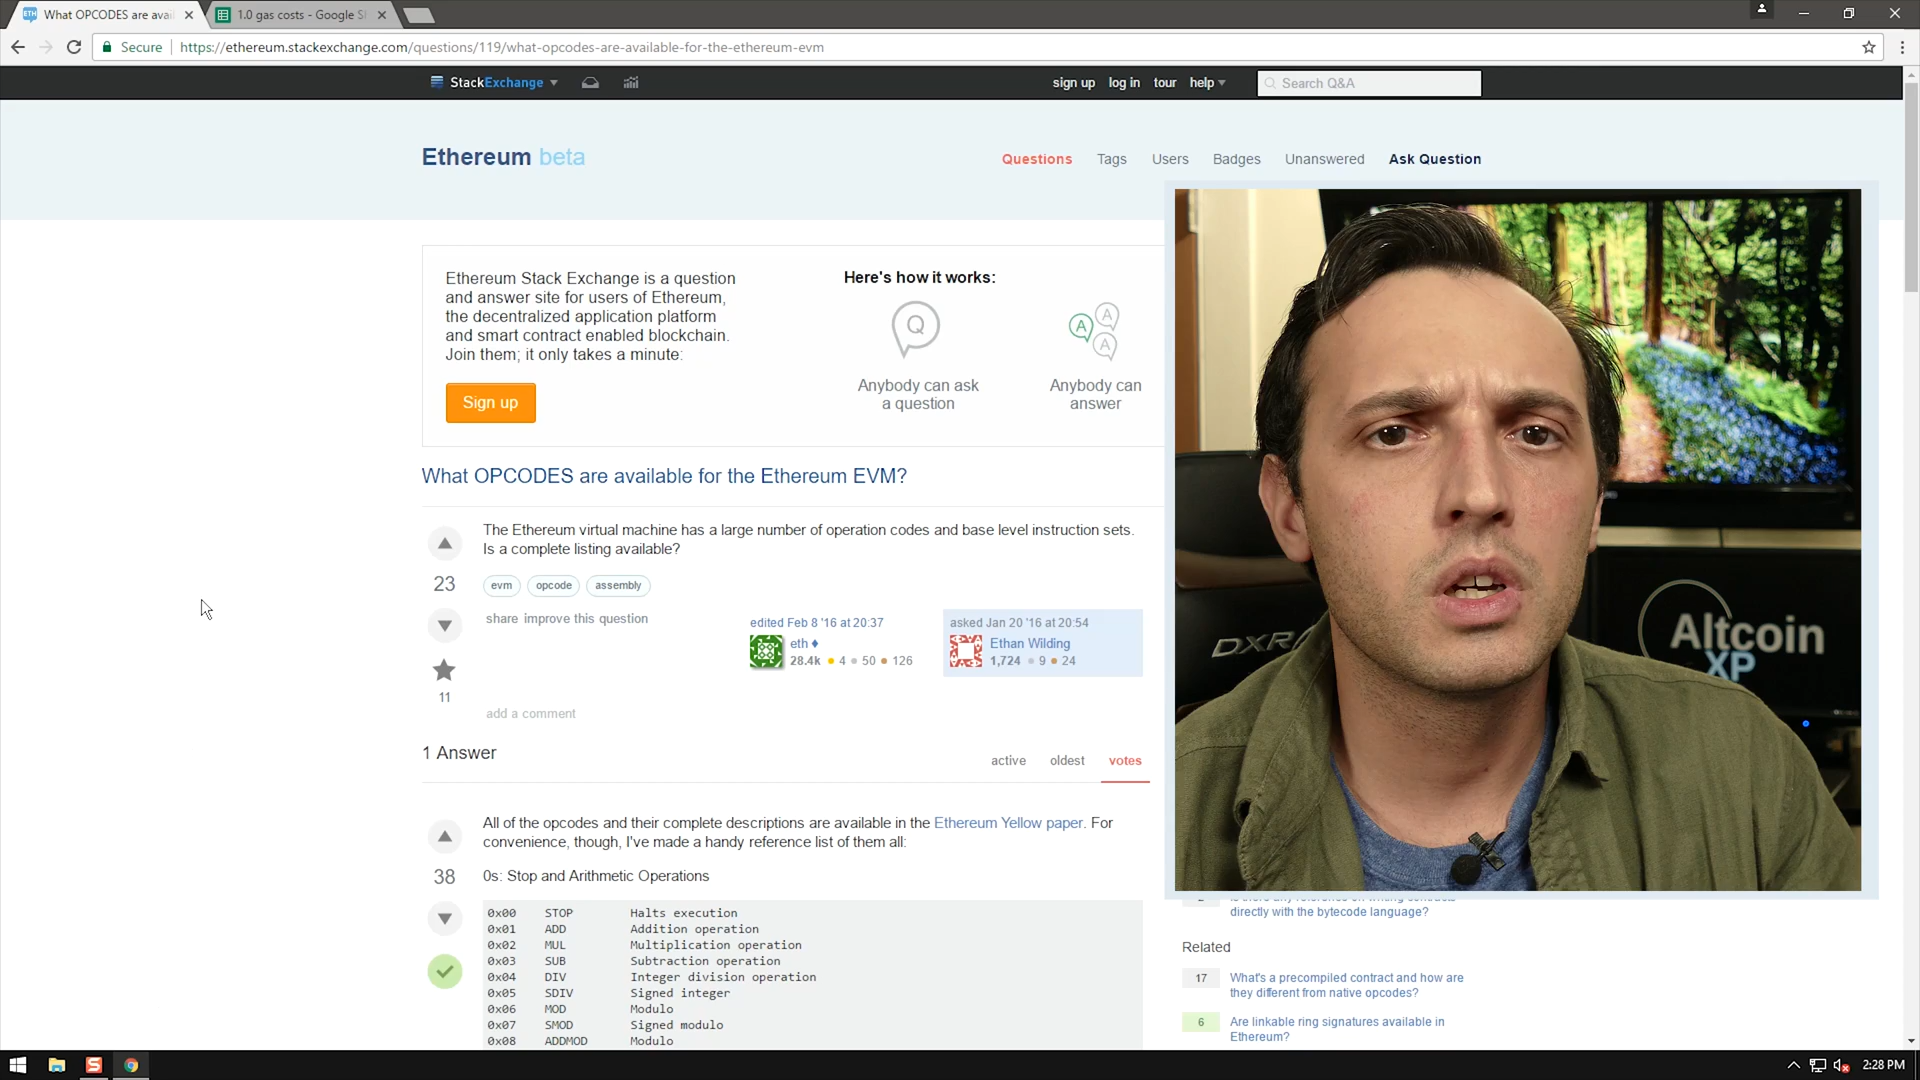 What OPCODES are avai
1.0 gas costs - Google S
Secure
https://ethereum.stackexchange.com/questions/119/what-opcodes-are-available-for-the-ethereum-evm
StackExchange
sign up
log in
tour
help
Search Q&A
Ethereum beta
Questions
Tags
Users
Badges
Unanswered
Ask Question
Ethereum Stack Exchange is a question
and answer site for users of Ethereum,
the decentralized application platform
and smart contract enabled blockchain.
Join them; it only takes a minute:
Sign up
Here's how it works:
Q
A
A
A
Anybody can ask
a question
Anybody can
answer
What OPCODES are available for the Ethereum EVM?
The Ethereum virtual machine has a large number of operation codes and base level instruction sets.
Is a complete listing available?
23
evm
opcode
assembly
share improve this question
edited Feb 8 '16 at 20:37
eth ♦
28.4k ● 4 ● 50 ● 126
asked Jan 20 '16 at 20:54
Ethan Wilding
1,724 ● 9 ● 24
11
add a comment
1 Answer
active
oldest
votes
All of the opcodes and their complete descriptions are available in the Ethereum Yellow paper. For
convenience, though, I've made a handy reference list of them all:
38
0s: Stop and Arithmetic Operations
0x00 STOP Halts execution
0x01 ADD Addition operation
0x02 MUL Multiplication operation
0x03 SUB Subtraction operation
0x04 DIV Integer division operation
0x05 SDIV Signed integer
0x06 MOD Modulo
0x07 SMOD Signed modulo
0x08 ADDMOD Modulo
DXR
Altcoin
XP
directly with the bytecode language?
Related
17
What's a precompiled contract and how are
they different from native opcodes?
6
Are linkable ring signatures available in
Ethereum?
2:28 PM